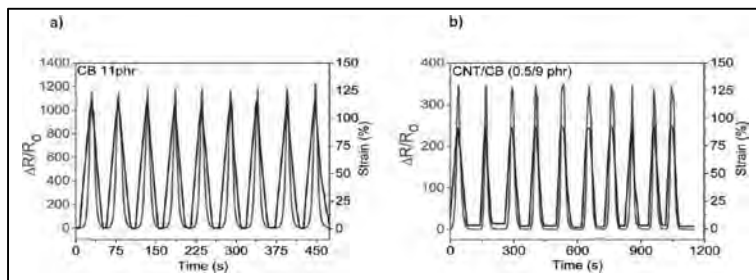 a)
CB 11phr
1400
1200
1000
800
600
400
200
0
ΔR/R0
150
125
100
75
50
25
0
Strain (%)
0 75 150 225 300 375 450
Time (s)
b)
CNT/CB (0.5/9 phr)
400
300
200
100
0
ΔR/R0
150
125
100
75
50
25
0
Strain (%)
0 300 600 900 1200
Time (s)